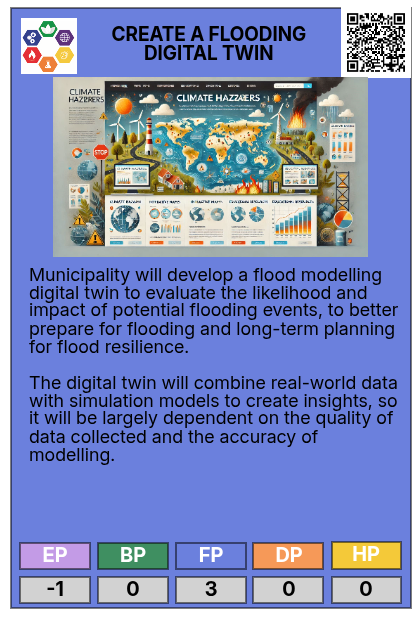 CREATE A FLOODING
DIGITAL TWIN
CLIMATE
CLIMATE HAZZÆRERS
STOP
Municipality will develop a flood modelling
digital twin to evaluate the likelihood and
impact of potential flooding events, to better
prepare for flooding and long-term planning
for flood resilience.
The digital twin will combine real-world data
with simulation models to create insights, so
it will be largely dependent on the quality of
data collected and the accuracy of
modelling.
EP BP FP DP HP
-1 0 3 0 0